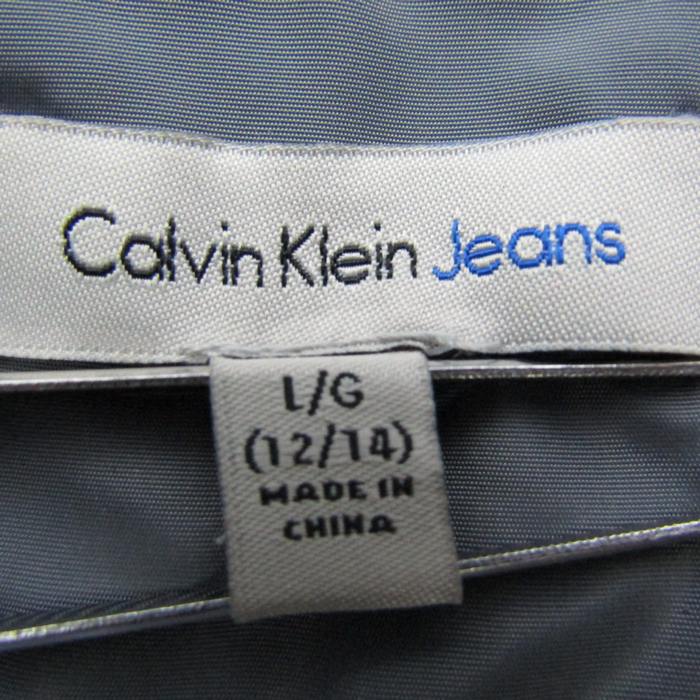 Calvin Klein Jeans
L/G
(12/14)
MADE IN
CHINA